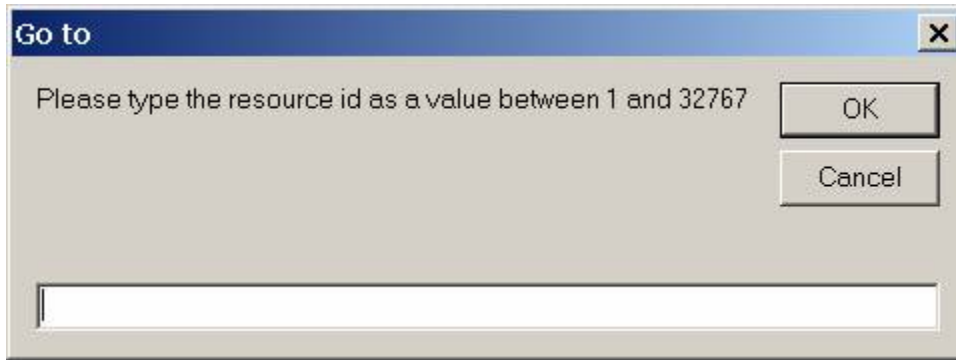 Go to
Please type the resource id as a value between 1 and 32767
OK
Cancel